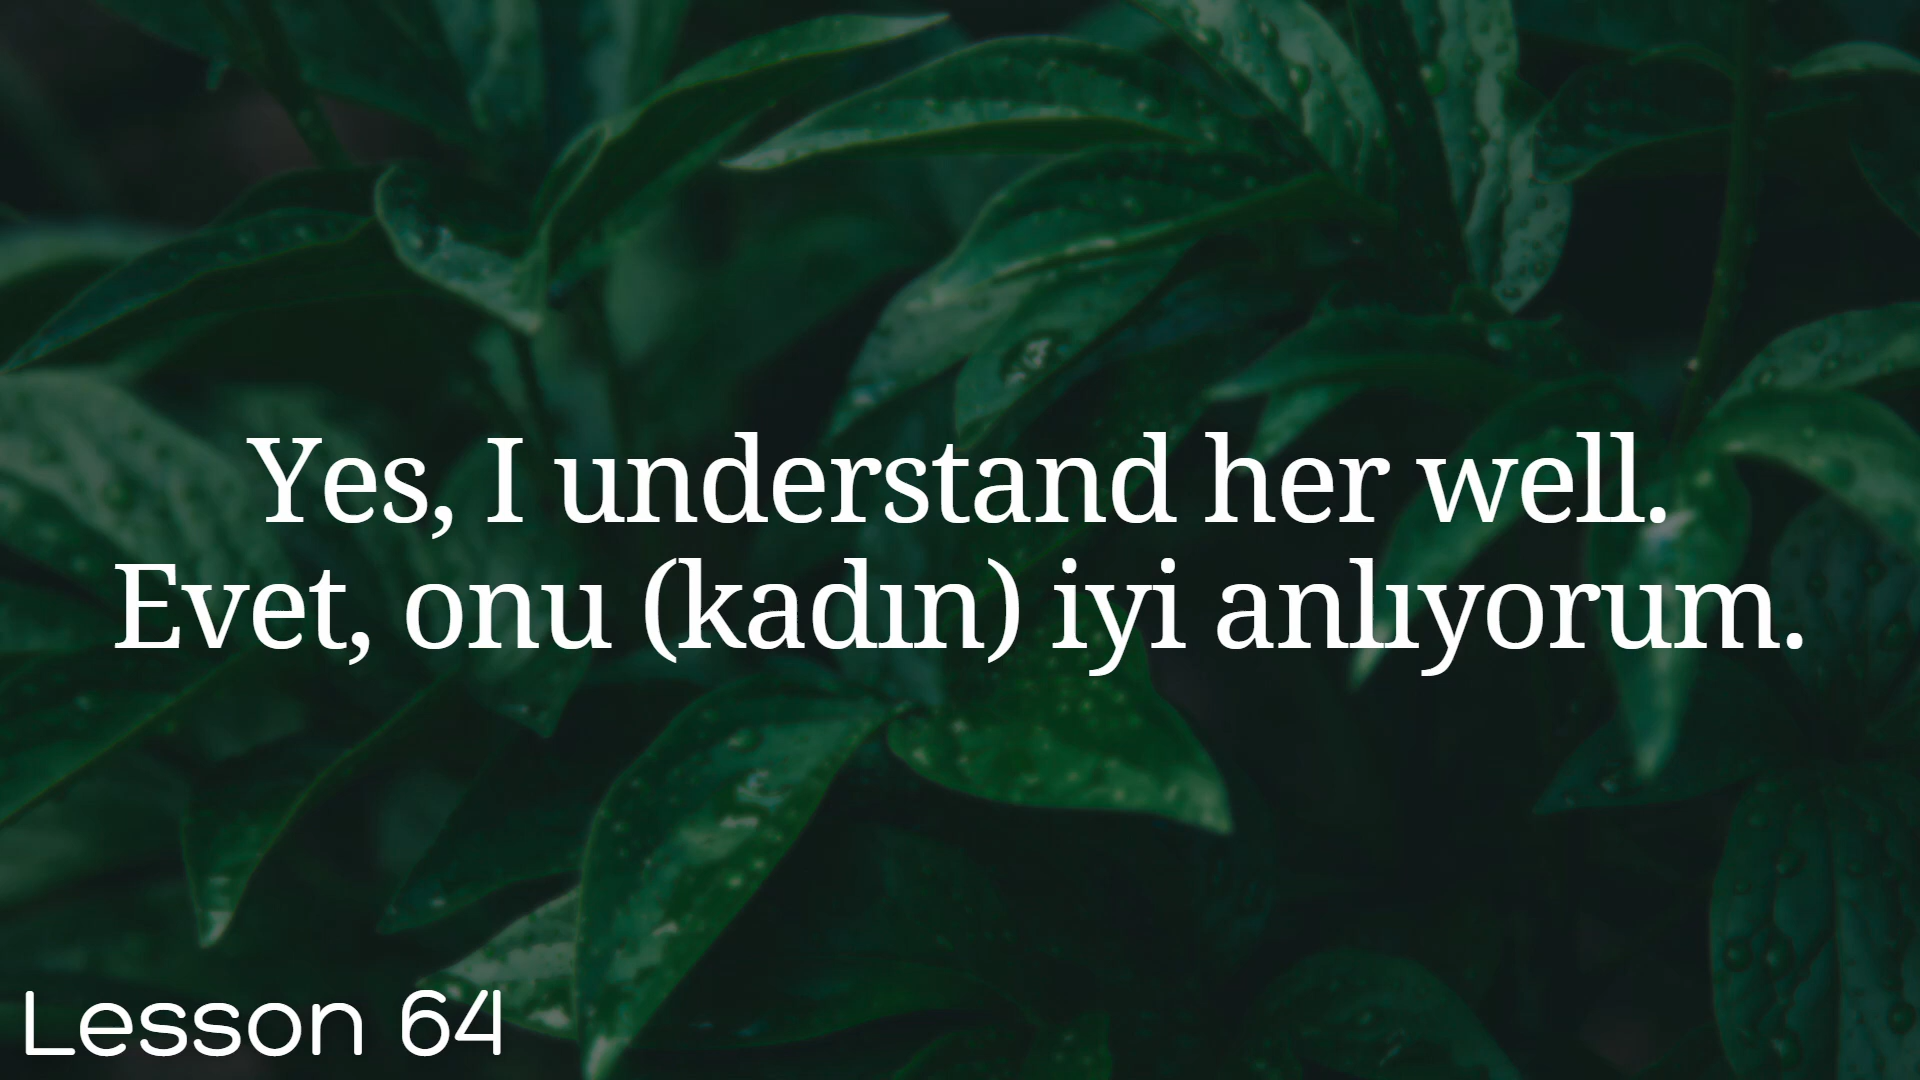 Yes, I understand her well.
Evet, onu (kadın) iyi anlıyorum.
Lesson 64